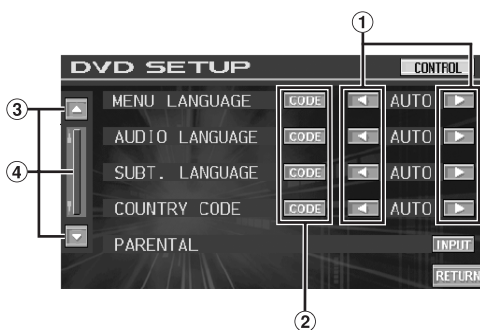 ①
DVD SETUP CONTROL
③
MENU LANGUAGE CODE ◀ AUTO ▶
AUDIO LANGUAGE CODE ◀ AUTO ▶
④
SUBT. LANGUAGE CODE ◀ AUTO ▶
COUNTRY CODE CODE ◀ AUTO ▶
PARENTAL INPUT
RETURN
②